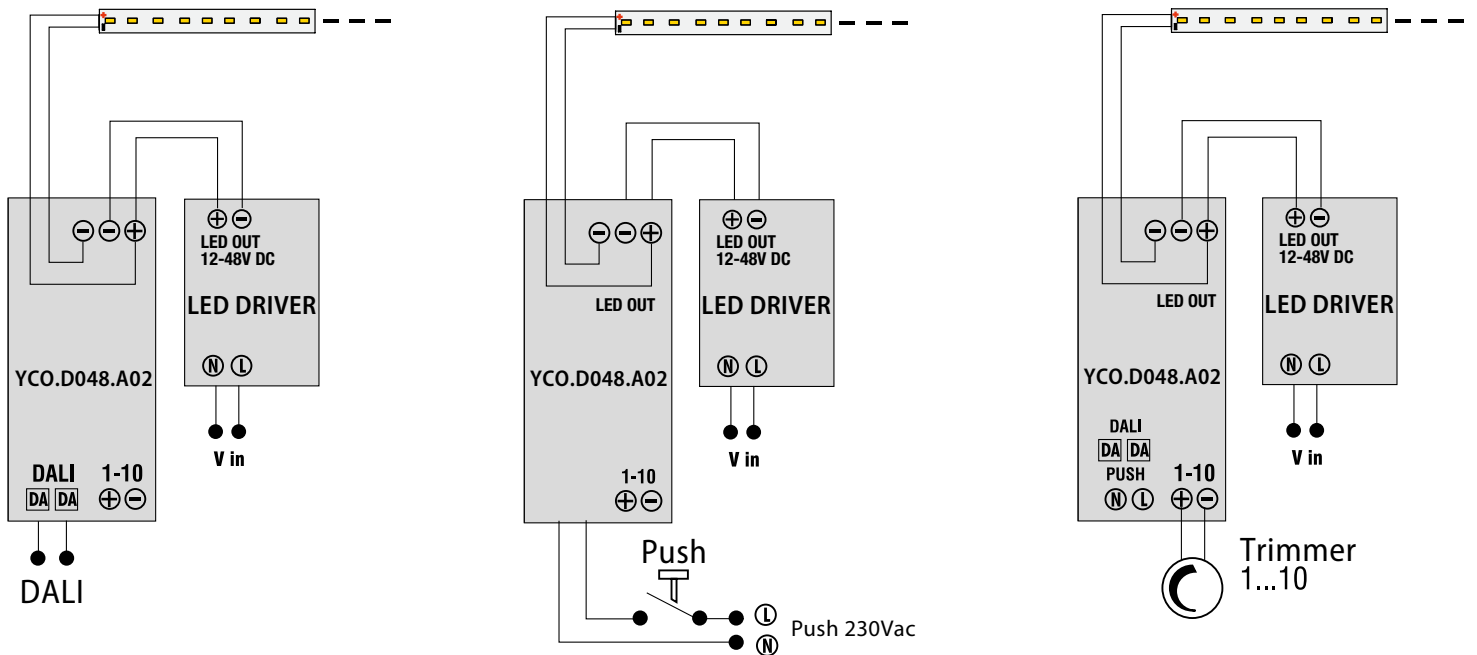 +
-
⊖ ⊖ ⊕
⊕ ⊖
LED OUT
12-48V DC
LED DRIVER
YCO.D048.A02
Ⓝ Ⓛ
V in
DALI 1-10
DA DA ⊕ ⊖
DALI
+
-
⊖ ⊖ ⊕
LED OUT
⊕ ⊖
LED OUT
12-48V DC
LED DRIVER
YCO.D048.A02
Ⓝ Ⓛ
V in
1-10
⊕ ⊖
Push
Ⓛ
Ⓝ
Push 230Vac
+
-
⊖ ⊖ ⊕
LED OUT
⊕ ⊖
LED OUT
12-48V DC
LED DRIVER
YCO.D048.A02
Ⓝ Ⓛ
V in
DALI
DA DA
PUSH 1-10
Ⓝ Ⓛ ⊕ ⊖
Trimmer
1...10